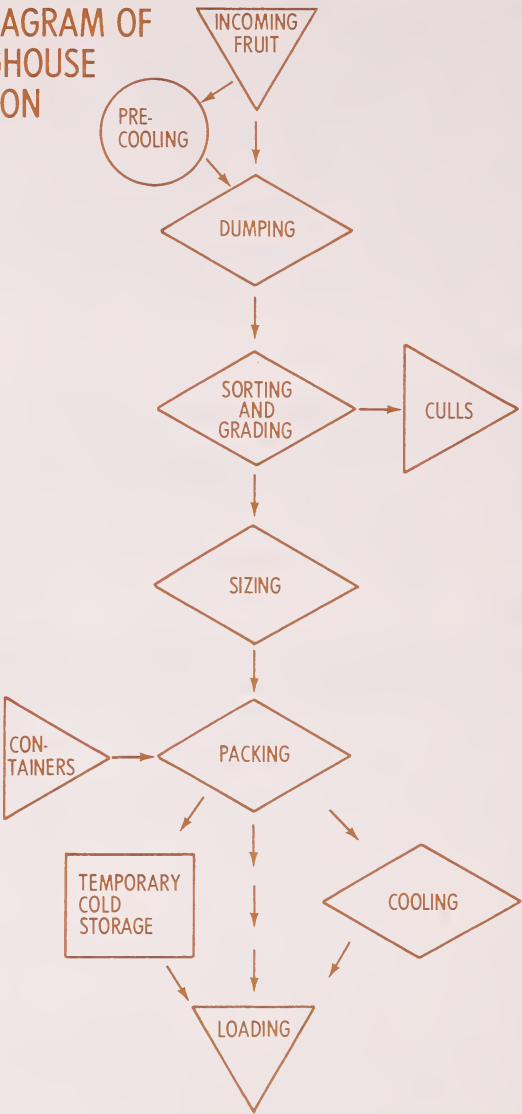 AGRAM OF
HOUSE
ON
INCOMING
FRUIT
PRE-
COOLING
DUMPING
SORTING
AND
GRADING
CULLS
SIZING
CON-
TAINERS
PACKING
TEMPORARY
COLD
STORAGE
COOLING
LOADING